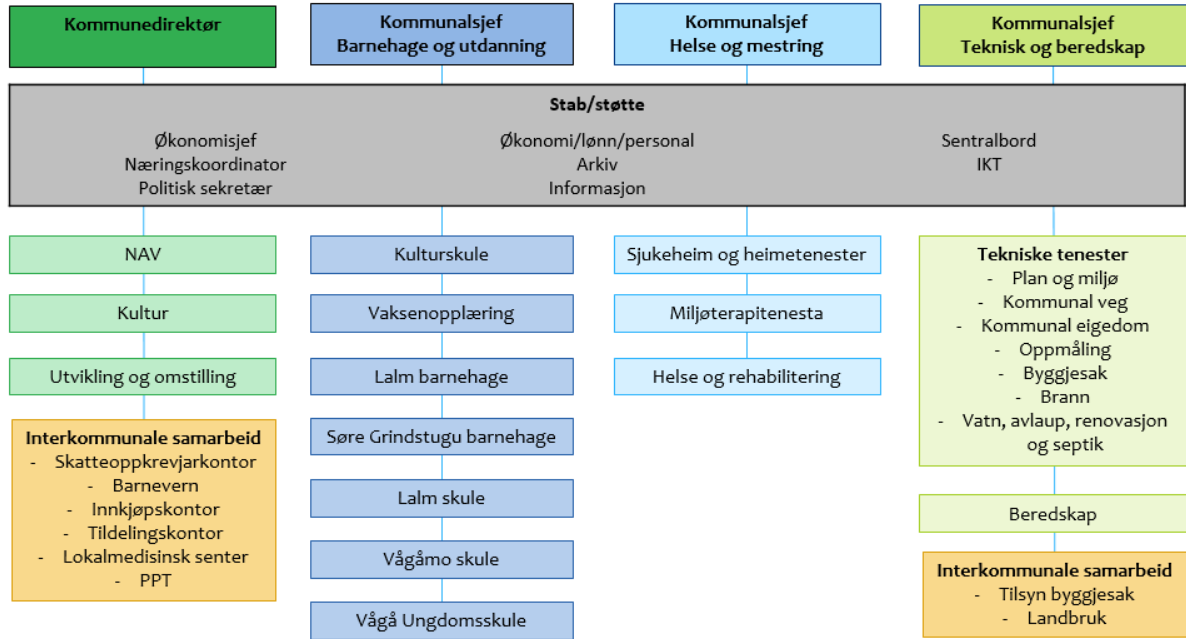 Kommunedirektør
Kommunalsjef
Barnehage og utdanning
Kommunalsjef
Helse og mestring
Kommunalsjef
Teknisk og beredskap
Stab/støtte
Økonomisjef
Næringskoordinator
Politisk sekretær
Økonomi/lønn/personal
Arkiv
Informasjon
Sentralbord
IKT
NAV
Kultur
Utvikling og omstilling
Interkommunale samarbeid
- Skatteoppkrevjarkontor
- Barnevern
- Innkjøpskontor
- Tildelingskontor
- Lokalmedisinsk senter
- PPT
Kulturskule
Vaksenopplæring
Lalm barnehage
Søre Grindstugu barnehage
Lalm skule
Vågåmo skule
Vågå Ungdomsskule
Sjukeheim og heimetenester
Miljøterapitenesta
Helse og rehabilitering
Tekniske tenester
- Plan og miljø
- Kommunal veg
- Kommunal eigedom
- Oppmåling
- Byggjesak
- Brann
- Vatn, avlaup, renovasjon
og septik
Beredskap
Interkommunale samarbeid
- Tilsyn byggjesak
- Landbruk